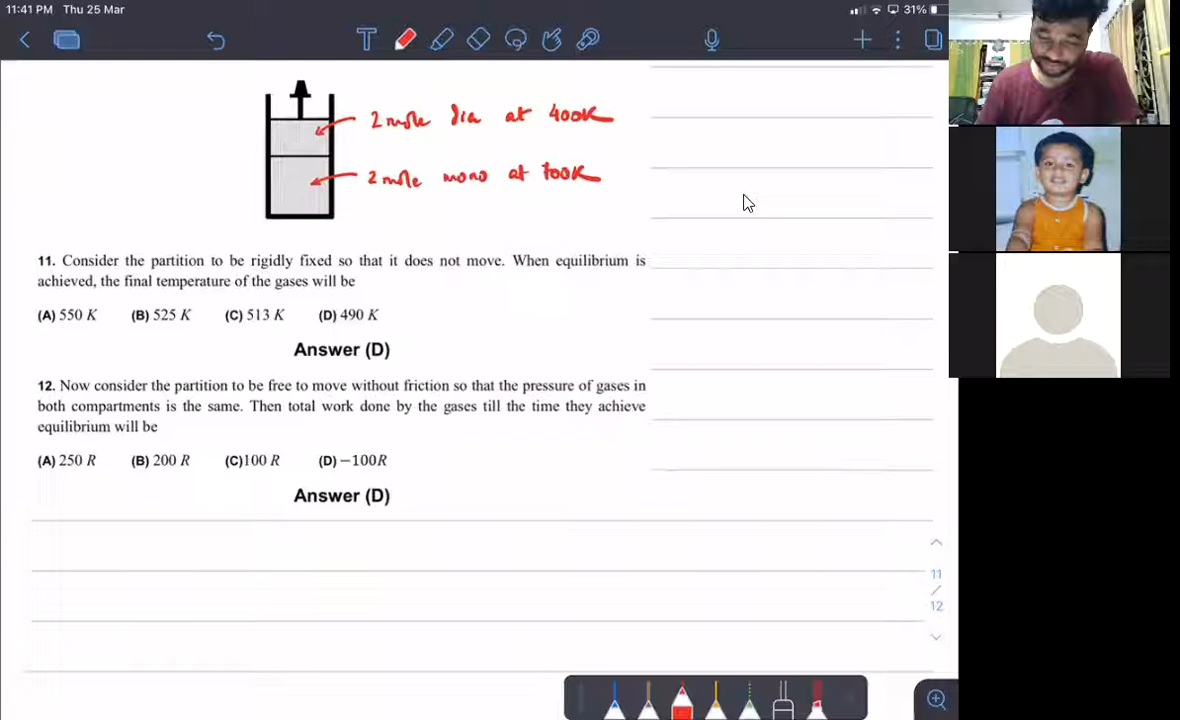 11:41 PM Thu 25 Mar
31%
2 mole dia at 400K
2 mole mono at 700K
11. Consider the partition to be rigidly fixed so that it does not move. When equilibrium is
achieved, the final temperature of the gases will be
(A) 550 K (B) 525 K (C) 513 K (D) 490 K
Answer (D)
12. Now consider the partition to be free to move without friction so that the pressure of gases in
both compartments is the same. Then total work done by the gases till the time they achieve
equilibrium will be
(A) 250 R (B) 200 R (C)100 R (D) −100R
Answer (D)
11
/
12